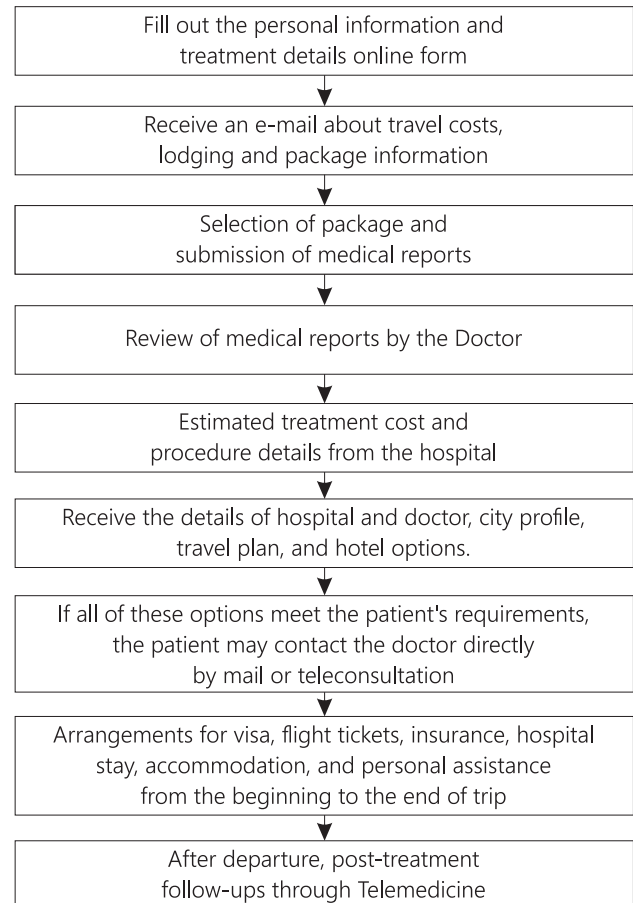 Fill out the personal information and
treatment details online form
Receive an e-mail about travel costs,
lodging and package information
Selection of package and
submission of medical reports
Review of medical reports by the Doctor
Estimated treatment cost and
procedure details from the hospital
Receive the details of hospital and doctor, city profile,
travel plan, and hotel options.
If all of these options meet the patient's requirements,
the patient may contact the doctor directly
by mail or teleconsultation
Arrangements for visa, flight tickets, insurance, hospital
stay, accommodation, and personal assistance
from the beginning to the end of trip
After departure, post-treatment
follow-ups through Telemedicine